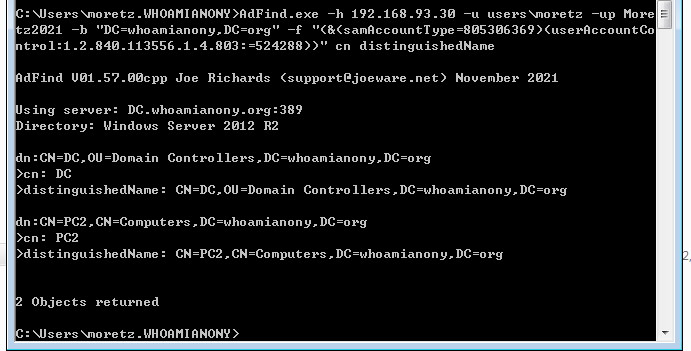 C:\Users\moretz.WHOAMIANONY>AdFind.exe -h 192.168.93.30 -u users\moretz -up More
tz2021 -b "DC=whoamianony,DC=org" -f "(&(samAccountType=805306369)(userAccountCo
ntrol:1.2.840.113556.1.4.803:=524288))" cn distinguishedName
AdFind V01.57.00cpp Joe Richards (support@joeware.net) November 2021
Using server: DC.whoamianony.org:389
Directory: Windows Server 2012 R2
dn:CN=DC,OU=Domain Controllers,DC=whoamianony,DC=org
>cn: DC
>distinguishedName: CN=DC,OU=Domain Controllers,DC=whoamianony,DC=org
dn:CN=PC2,CN=Computers,DC=whoamianony,DC=org
>cn: PC2
>distinguishedName: CN=PC2,CN=Computers,DC=whoamianony,DC=org
2,
2 Objects returned
C:\Users\moretz.WHOAMIANONY>